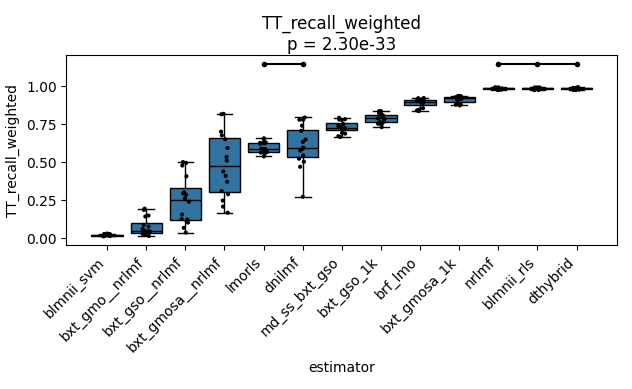 TT_recall_weighted
p = 2.30e-33
TT_recall_weighted
1.00
0.75
0.50
0.25
0.00
blmnii_svm
bxt_gmo__nrlmf
bxt_gso__nrlmf
bxt_gmosa__nrlmf
lmorls
dnilmf
md_ss_bxt_gso
bxt_gso_1k
brf_lmo
bxt_gmosa_1k
nrlmf
blmnii_rls
dthybrid
estimator